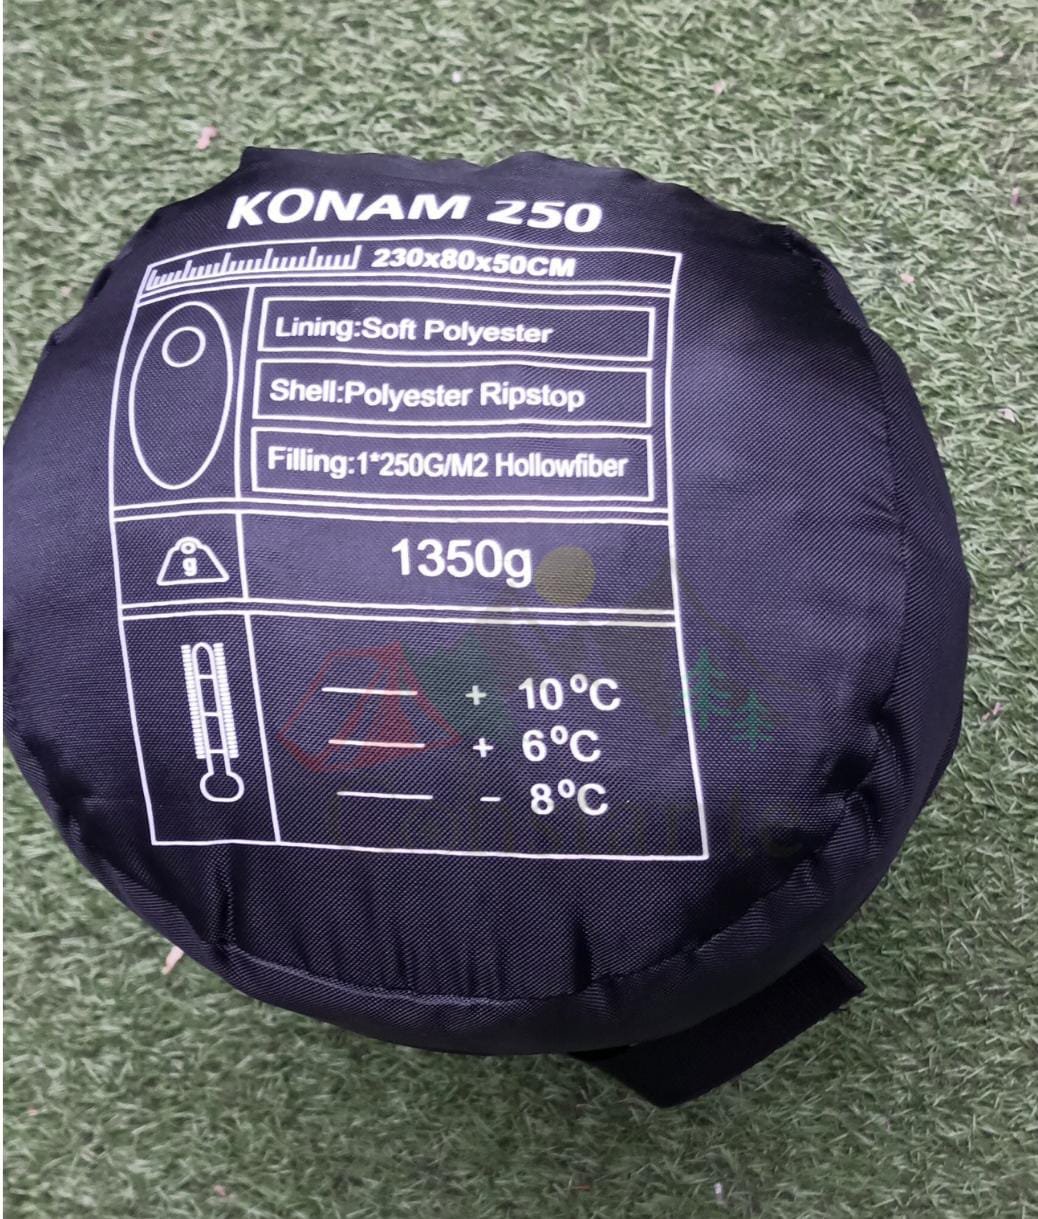 KONAM 250
230x80x50CM
Lining:Soft Polyester
Shell:Polyester Ripstop
Filling:1*250G/M2 Hollowfiber
g
1350g
+ 10°C
+ 6°C
- 8°C